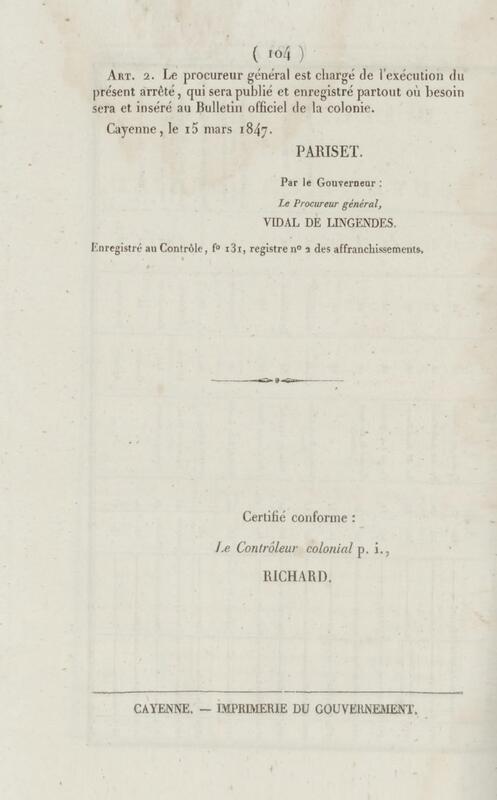 ( 104 )
ART. 2. Le procureur général est chargé de l'exécution du
présent arrêté, qui sera publié et enregistré partout où besoin
sera et inséré au Bulletin officiel de la colonie.
Cayenne, le 15 mars 1847.
PARISET.
Par le Gouverneur :
Le Procureur général,
VIDAL DE LINGENDES.
Enregistré au Contrôle, fo 131, registre no 2 des affranchissements.
Certifié conforme :
Le Contrôleur colonial p. i.,
RICHARD.
CAYENNE. — IMPRIMERIE DU GOUVERNEMENT.